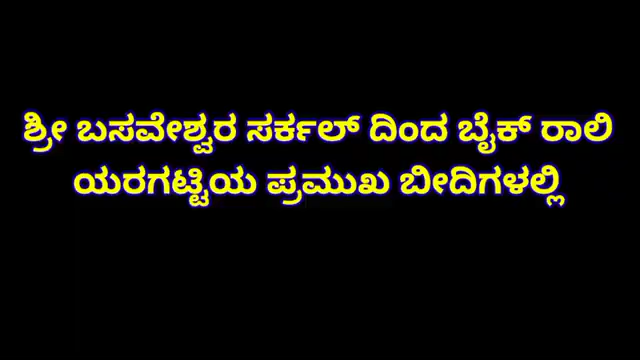 ಶ್ರೀ ಬಸವೇಶ್ವರ ಸರ್ಕಲ್ ದಿಂದ ಬೈಕ್ ರಾಲಿ
ಯರಗಟ್ಟಿಯ ಪ್ರಮುಖ ಬೀದಿಗಳಲ್ಲಿ